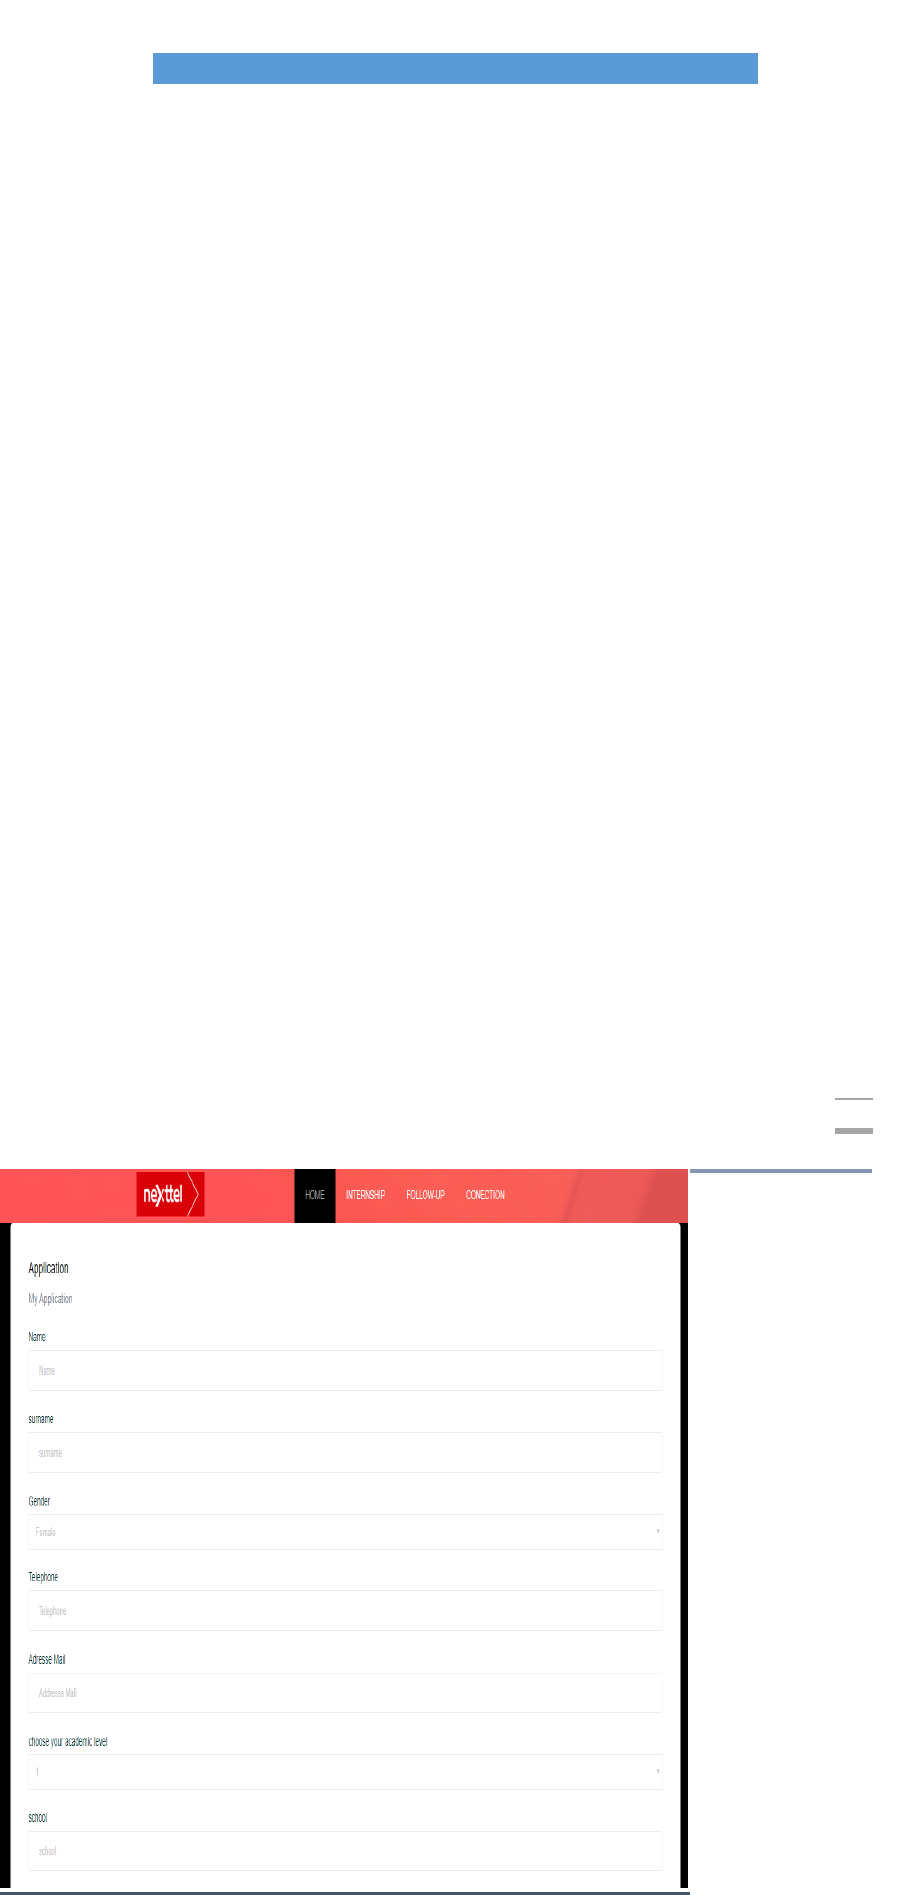 nexttel
HOME INTERNSHIP FOLLOW-UP CONECTION
Application
My Application
Name
Name
surname
surname
Gender
Female
Telephone
Telephone
Adresse Mail
Addresse Mail
choose your academic level
1
school
school